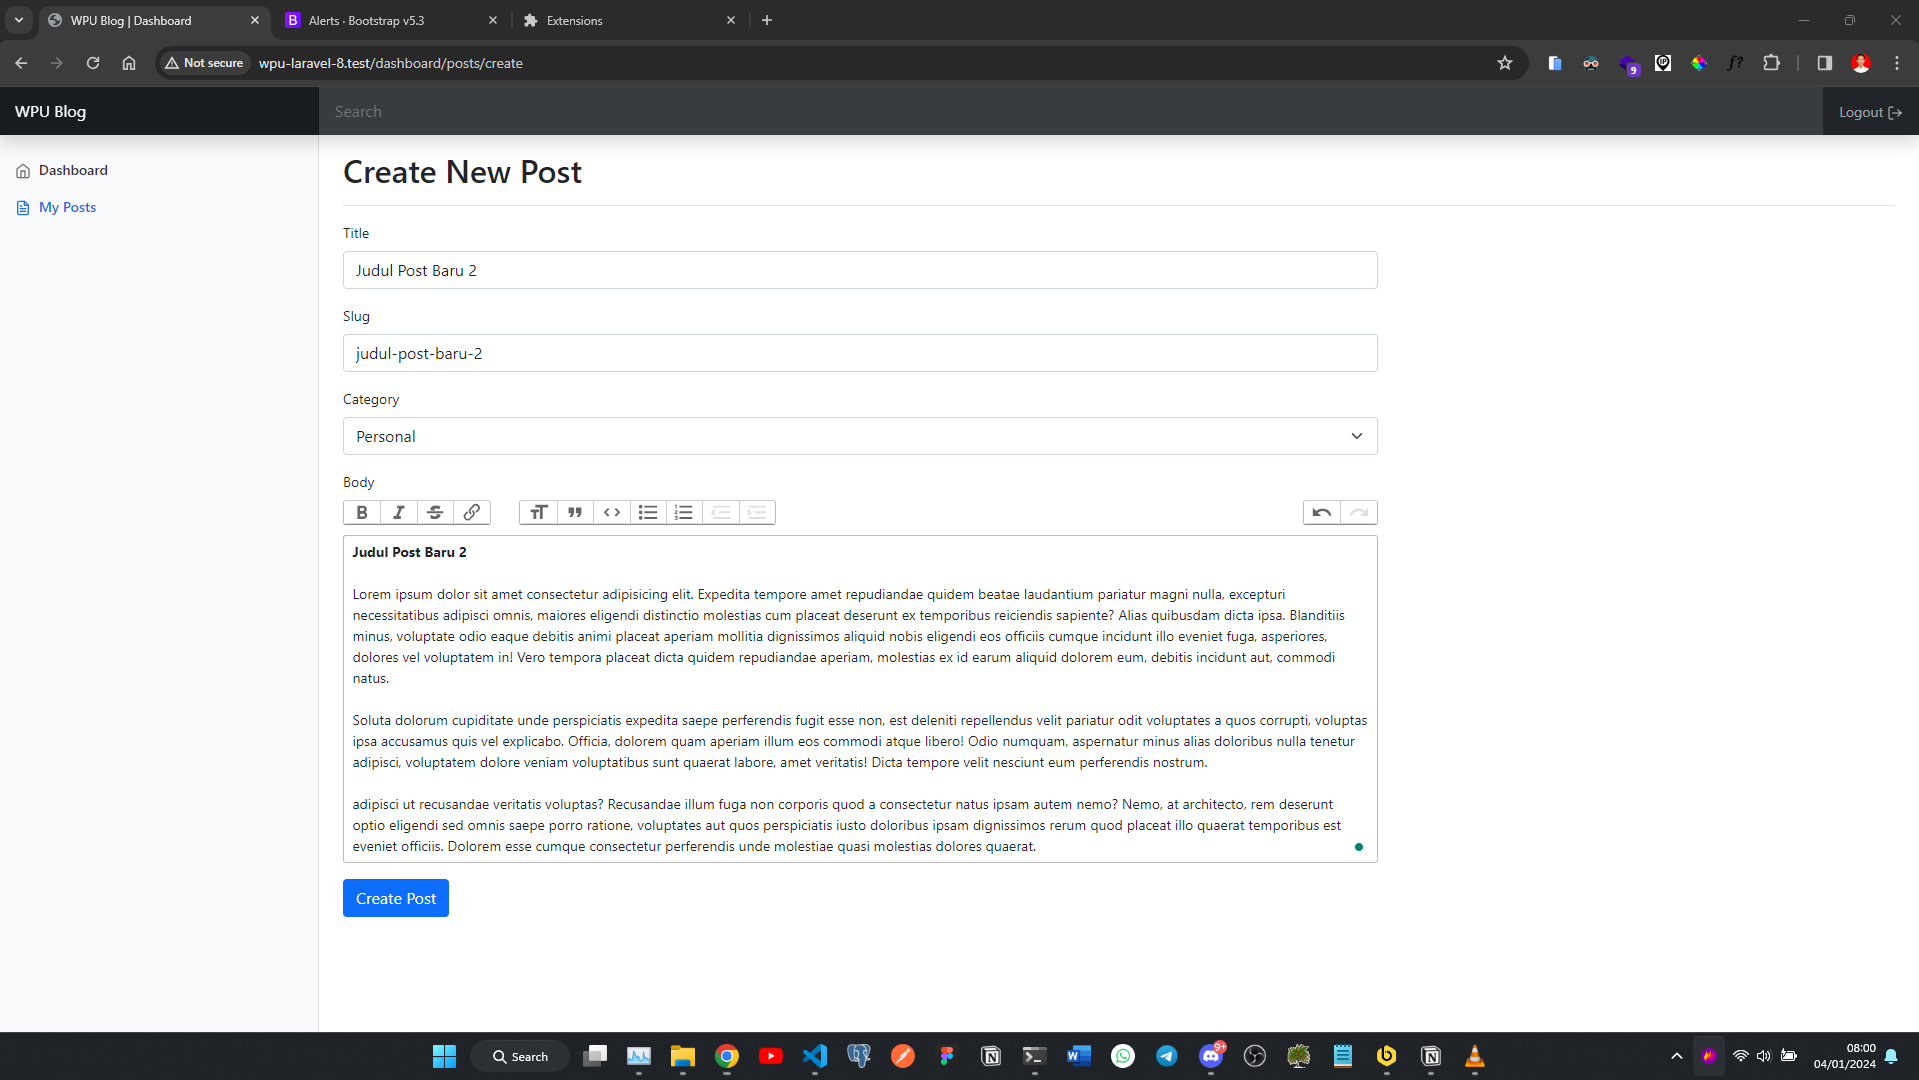 WPU Blog | Dashboard
Alerts · Bootstrap v5.3
Extensions
Not secure
wpu-laravel-8.test/dashboard/posts/create
9
WPU Blog
Search
Logout
Dashboard
My Posts
Create New Post
Title
Judul Post Baru 2
Slug
judul-post-baru-2
Category
Personal
Body
Judul Post Baru 2
Lorem ipsum dolor sit amet consectetur adipisicing elit. Expedita tempore amet repudiandae quidem beatae laudantium pariatur magni nulla, excepturi
necessitatibus adipisci omnis, maiores eligendi distinctio molestias cum placeat deserunt ex temporibus reiciendis sapiente? Alias quibusdam dicta ipsa. Blanditiis
minus, voluptate odio eaque debitis animi placeat aperiam mollitia dignissimos aliquid nobis eligendi eos officiis cumque incidunt illo eveniet fuga, asperiores,
dolores vel voluptatem in! Vero tempora placeat dicta quidem repudiandae aperiam, molestias ex id earum aliquid dolorem eum, debitis incidunt aut, commodi
natus.
Soluta dolorum cupiditate unde perspiciatis expedita saepe perferendis fugit esse non, est deleniti repellendus velit pariatur odit voluptates a quos corrupti, voluptas
ipsa accusamus quis vel explicabo. Officia, dolorem quam aperiam illum eos commodi atque libero! Odio numquam, aspernatur minus alias doloribus nulla tenetur
adipisci, voluptatem dolore veniam voluptatibus sunt quaerat labore, amet veritatis! Dicta tempore velit nesciunt eum perferendis nostrum.
adipisci ut recusandae veritatis voluptas? Recusandae illum fuga non corporis quod a consectetur natus ipsam autem nemo? Nemo, at architecto, rem deserunt
optio eligendi sed omnis saepe porro ratione, voluptates aut quos perspiciatis iusto doloribus ipsam dignissimos rerum quod placeat illo quaerat temporibus est
eveniet officiis. Dolorem esse cumque consectetur perferendis unde molestiae quasi molestias dolores quaerat.
Create Post
Search
9+
08:00
04/01/2024